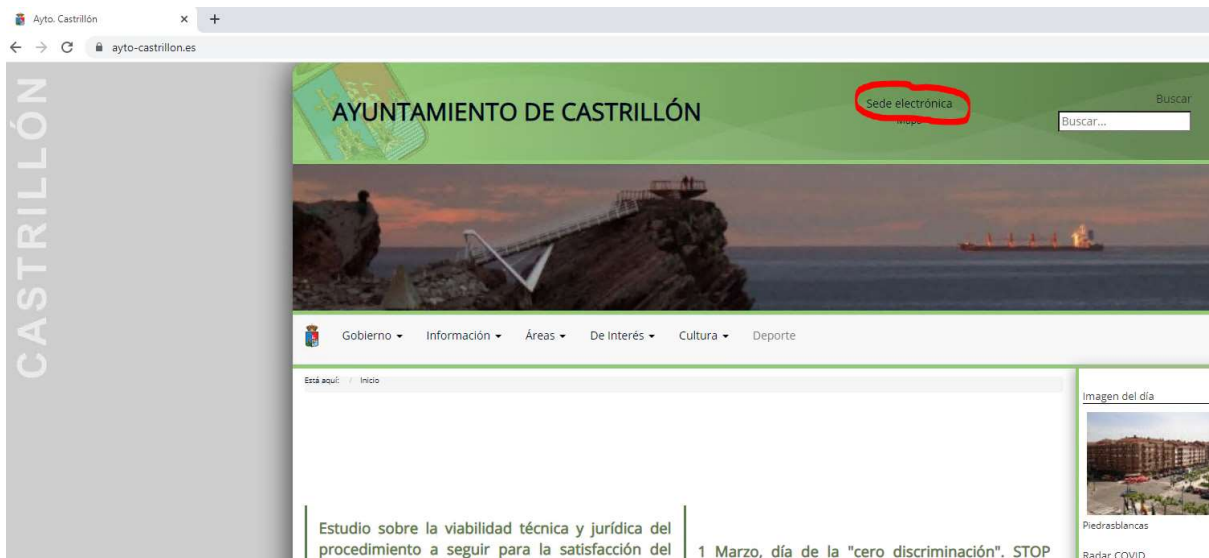 Ayto. Castrillón
ayto-castrillon.es
CASTRILLÓN
AYUNTAMIENTO DE CASTRILLÓN
Sede electrónica
Mapa
Buscar
Buscar...
Gobierno
Información
Áreas
De Interés
Cultura
Deporte
Está aquí: / Inicio
Imagen del día
Piedrasblancas
Radar COVID
Estudio sobre la viabilidad técnica y jurídica del
procedimiento a seguir para la satisfacción del
1 Marzo, día de la "cero discriminación". STOP